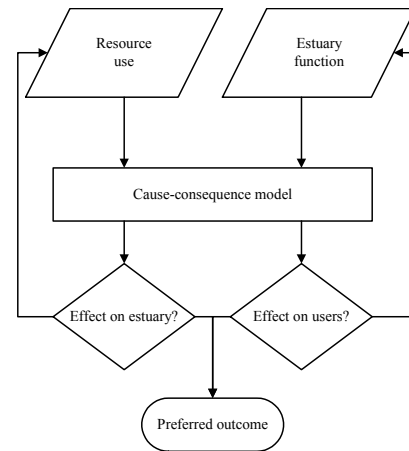 Resource
use
Estuary
function
Cause-consequence model
Effect on estuary?
Effect on users?
Preferred outcome